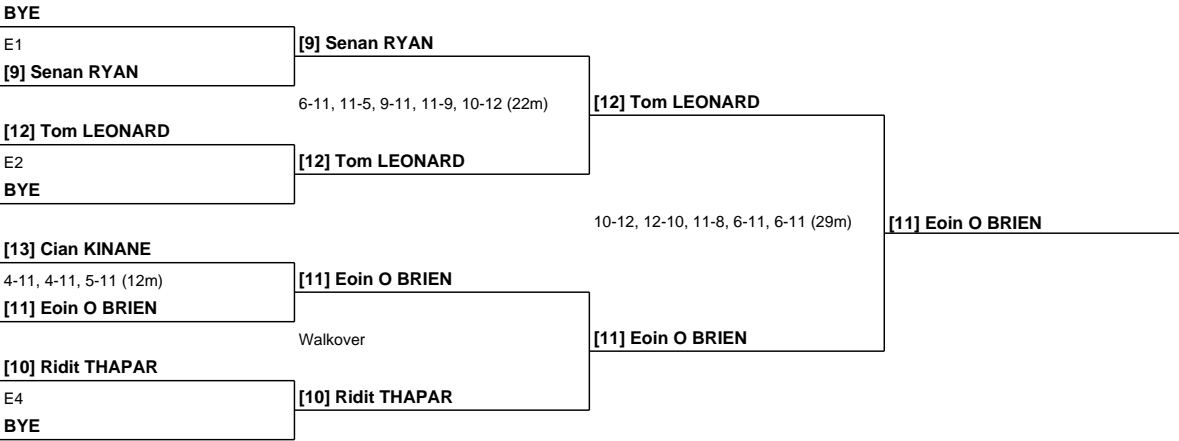 BYE
E1
[9] Senan RYAN
[9] Senan RYAN
6-11, 11-5, 9-11, 11-9, 10-12 (22m)
[12] Tom LEONARD
[12] Tom LEONARD
E2
[12] Tom LEONARD
BYE
10-12, 12-10, 11-8, 6-11, 6-11 (29m)
[11] Eoin O BRIEN
[13] Cian KINANE
4-11, 4-11, 5-11 (12m)
[11] Eoin O BRIEN
[11] Eoin O BRIEN
Walkover
[11] Eoin O BRIEN
[10] Ridit THAPAR
E4
[10] Ridit THAPAR
BYE